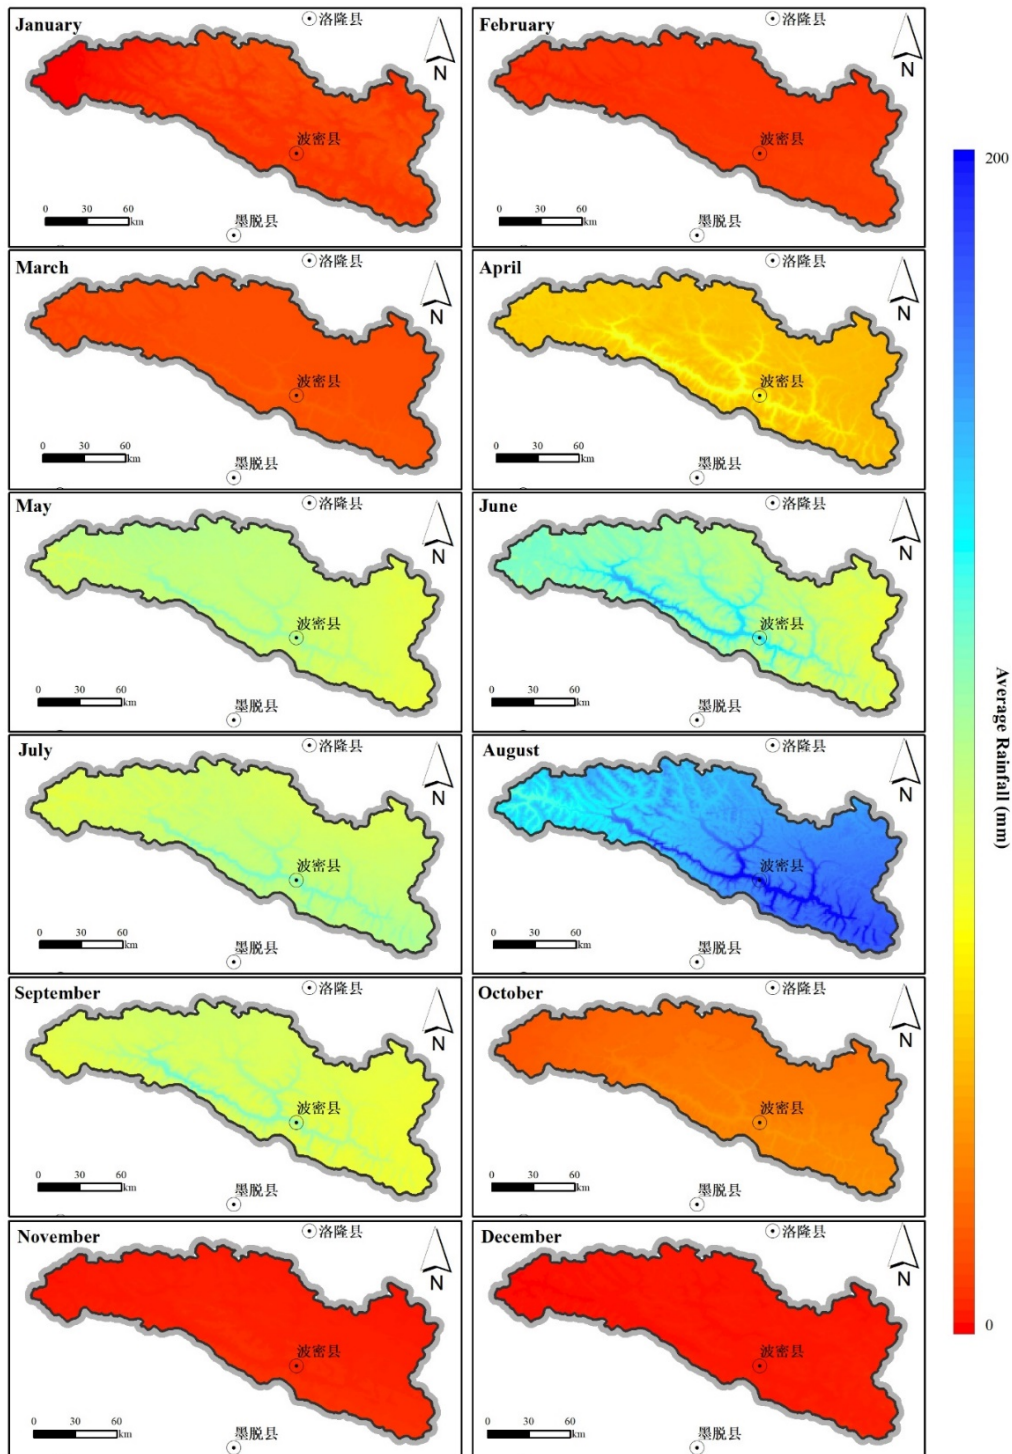 January
洛隆县
N
波密县
0 30 60
km
墨脱县
February
洛隆县
N
波密县
0 30 60
km
墨脱县
March
洛隆县
N
波密县
0 30 60
km
墨脱县
April
洛隆县
N
波密县
0 30 60
km
墨脱县
May
洛隆县
N
波密县
0 30 60
km
墨脱县
June
洛隆县
N
波密县
0 30 60
km
墨脱县
July
洛隆县
N
波密县
0 30 60
km
墨脱县
August
洛隆县
N
波密县
0 30 60
km
墨脱县
September
洛隆县
N
波密县
0 30 60
km
墨脱县
October
洛隆县
N
波密县
0 30 60
km
墨脱县
November
洛隆县
N
波密县
0 30 60
km
墨脱县
December
洛隆县
N
波密县
0 30 60
km
墨脱县
200
Average Rainfall (mm)
0